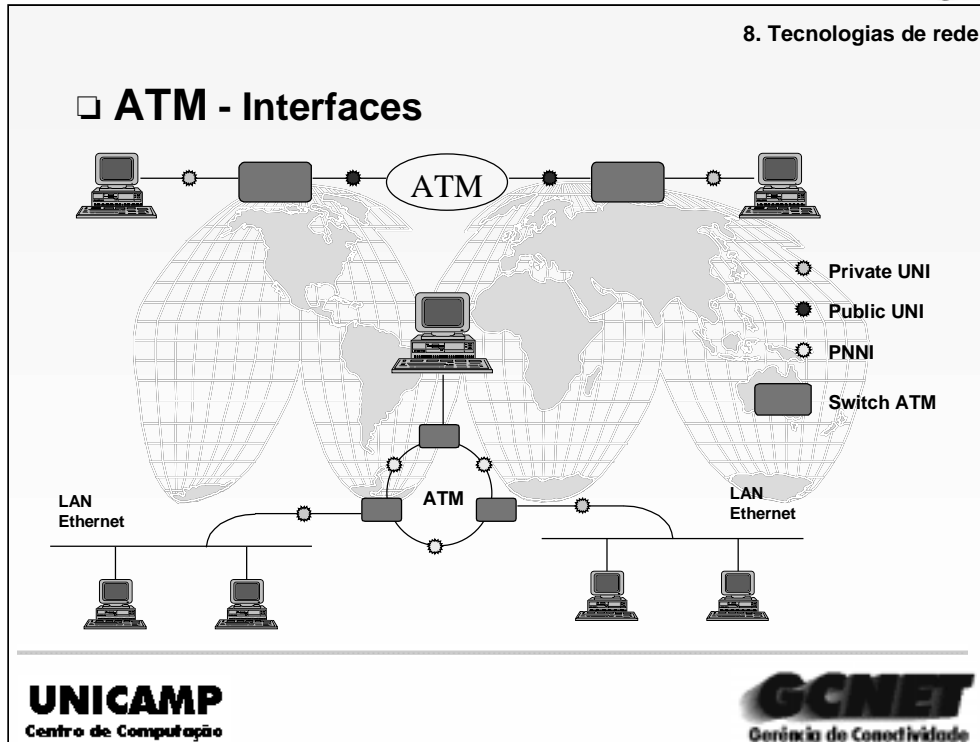 8. Tecnologias de rede
❏ ATM - Interfaces
ATM
Private UNI
Public UNI
PNNI
Switch ATM
ATM
LAN
Ethernet
LAN
Ethernet
UNICAMP
Centro de Computação
GCNET
Gerência de Conectividade